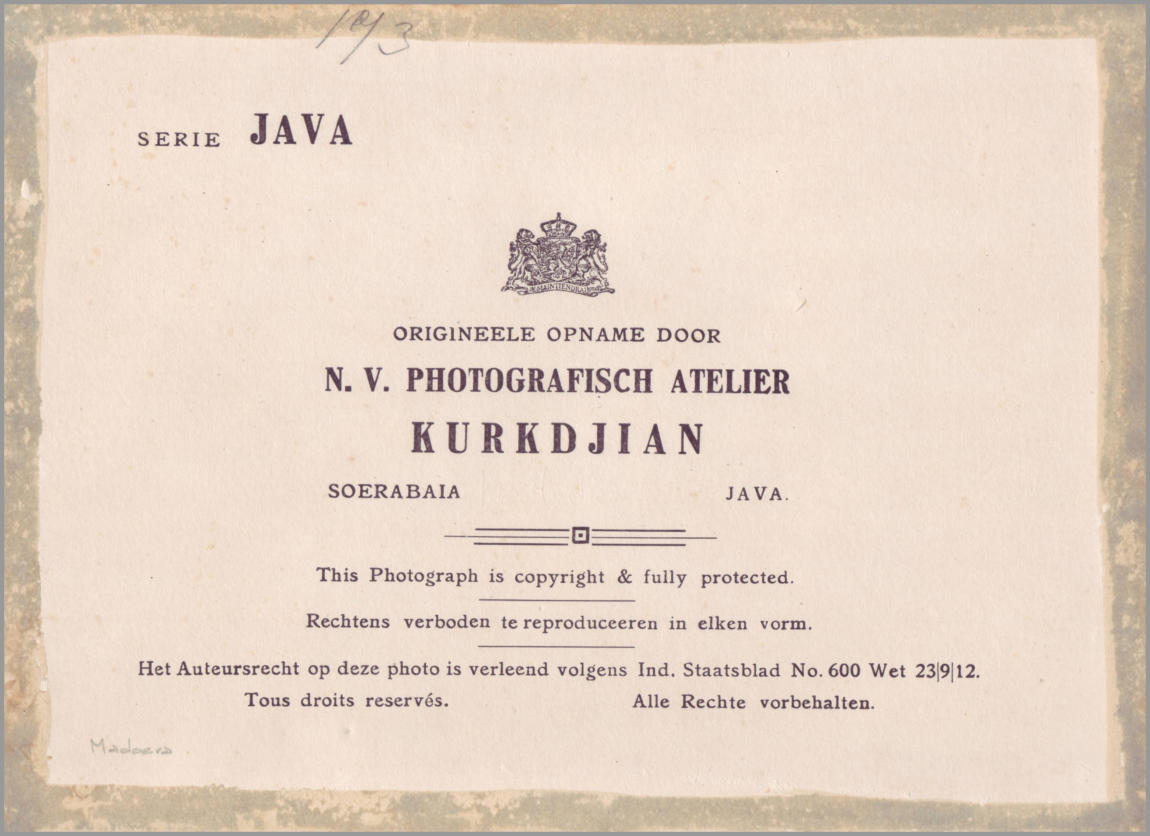 SERIE JAVA
ORIGINEELE OPNAME DOOR
N. V. PHOTOGRAFISCH ATELIER
KURKDJIAN
SOERABAIA JAVA.
This Photograph is copyright & fully protected.
Rechtens verboden te reproduceeren in elken vorm.
Het Auteursrecht op deze photo is verleend volgens Ind. Staatsblad No. 600 Wet 23|9|12.
Tous droits reservés. Alle Rechte vorbehalten.
Madoera